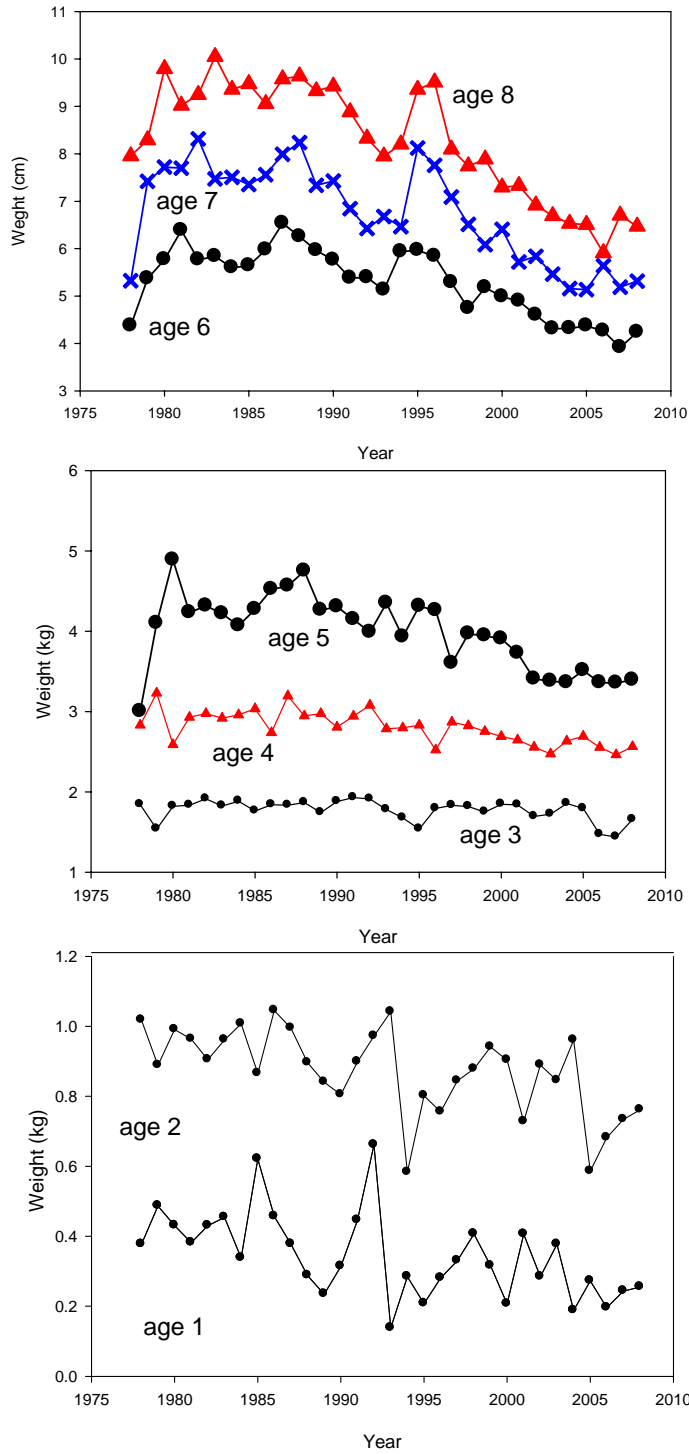 11
10
9
8
7
6
5
4
3
Weght (cm)
age 8
age 7
age 6
1975 1980 1985 1990 1995 2000 2005 2010
Year
6
5
4
3
2
1
Weight (kg)
age 5
age 4
age 3
1975 1980 1985 1990 1995 2000 2005 2010
Year
1.2
1.0
0.8
0.6
0.4
0.2
0.0
Weight (kg)
age 2
age 1
1975 1980 1985 1990 1995 2000 2005 2010
Year